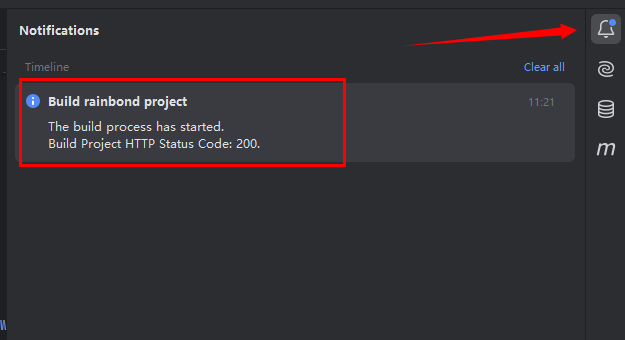 Notifications
Timeline Clear all
Build rainbond project 11:21
The build process has started.
Build Project HTTP Status Code: 200.
m
W